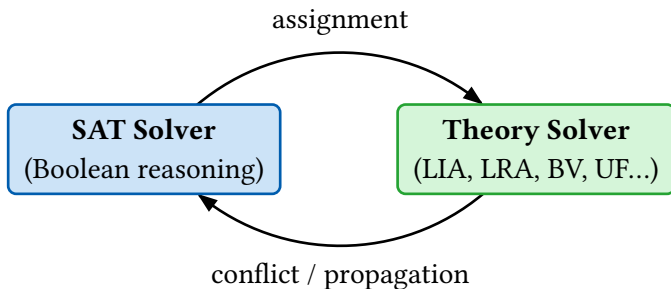 assignment
SAT Solver
(Boolean reasoning)
Theory Solver
(LIA, LRA, BV, UF…)
conflict / propagation